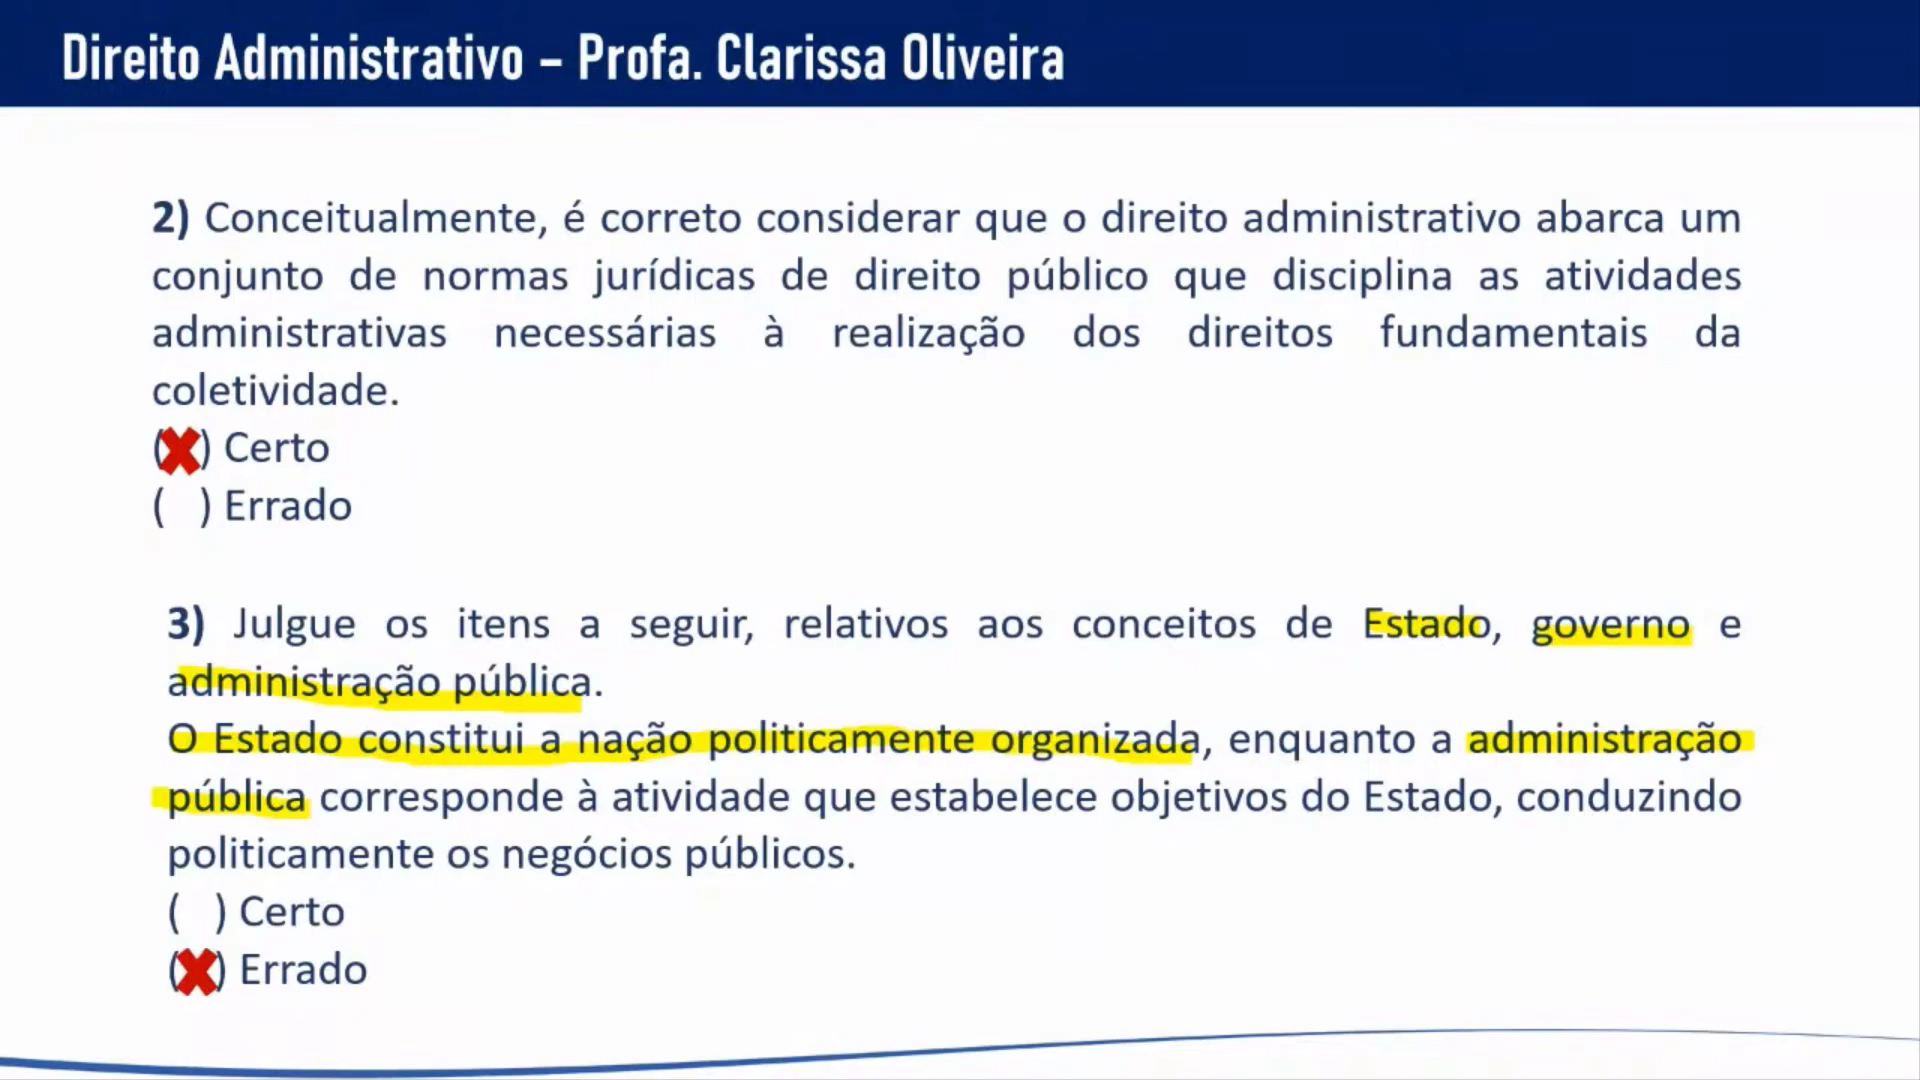 Direito Administrativo – Profa. Clarissa Oliveira
2) Conceitualmente, é correto considerar que o direito administrativo abarca um
conjunto de normas jurídicas de direito público que disciplina as atividades
administrativas necessárias à realização dos direitos fundamentais da
coletividade.
(X) Certo
( ) Errado
3) Julgue os itens a seguir, relativos aos conceitos de Estado, governo e
administração pública.
O Estado constitui a nação politicamente organizada, enquanto a administração
pública corresponde à atividade que estabelece objetivos do Estado, conduzindo
politicamente os negócios públicos.
( ) Certo
(X) Errado